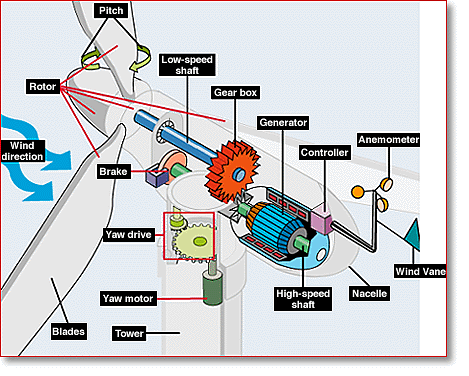 Pitch
Low-speed
shaft
Rotor
Gear box
Generator
Anemometer
Controller
Wind
direction
Brake
Yaw drive
Wind Vane
Yaw motor
High-speed
shaft
Nacelle
Blades
Tower